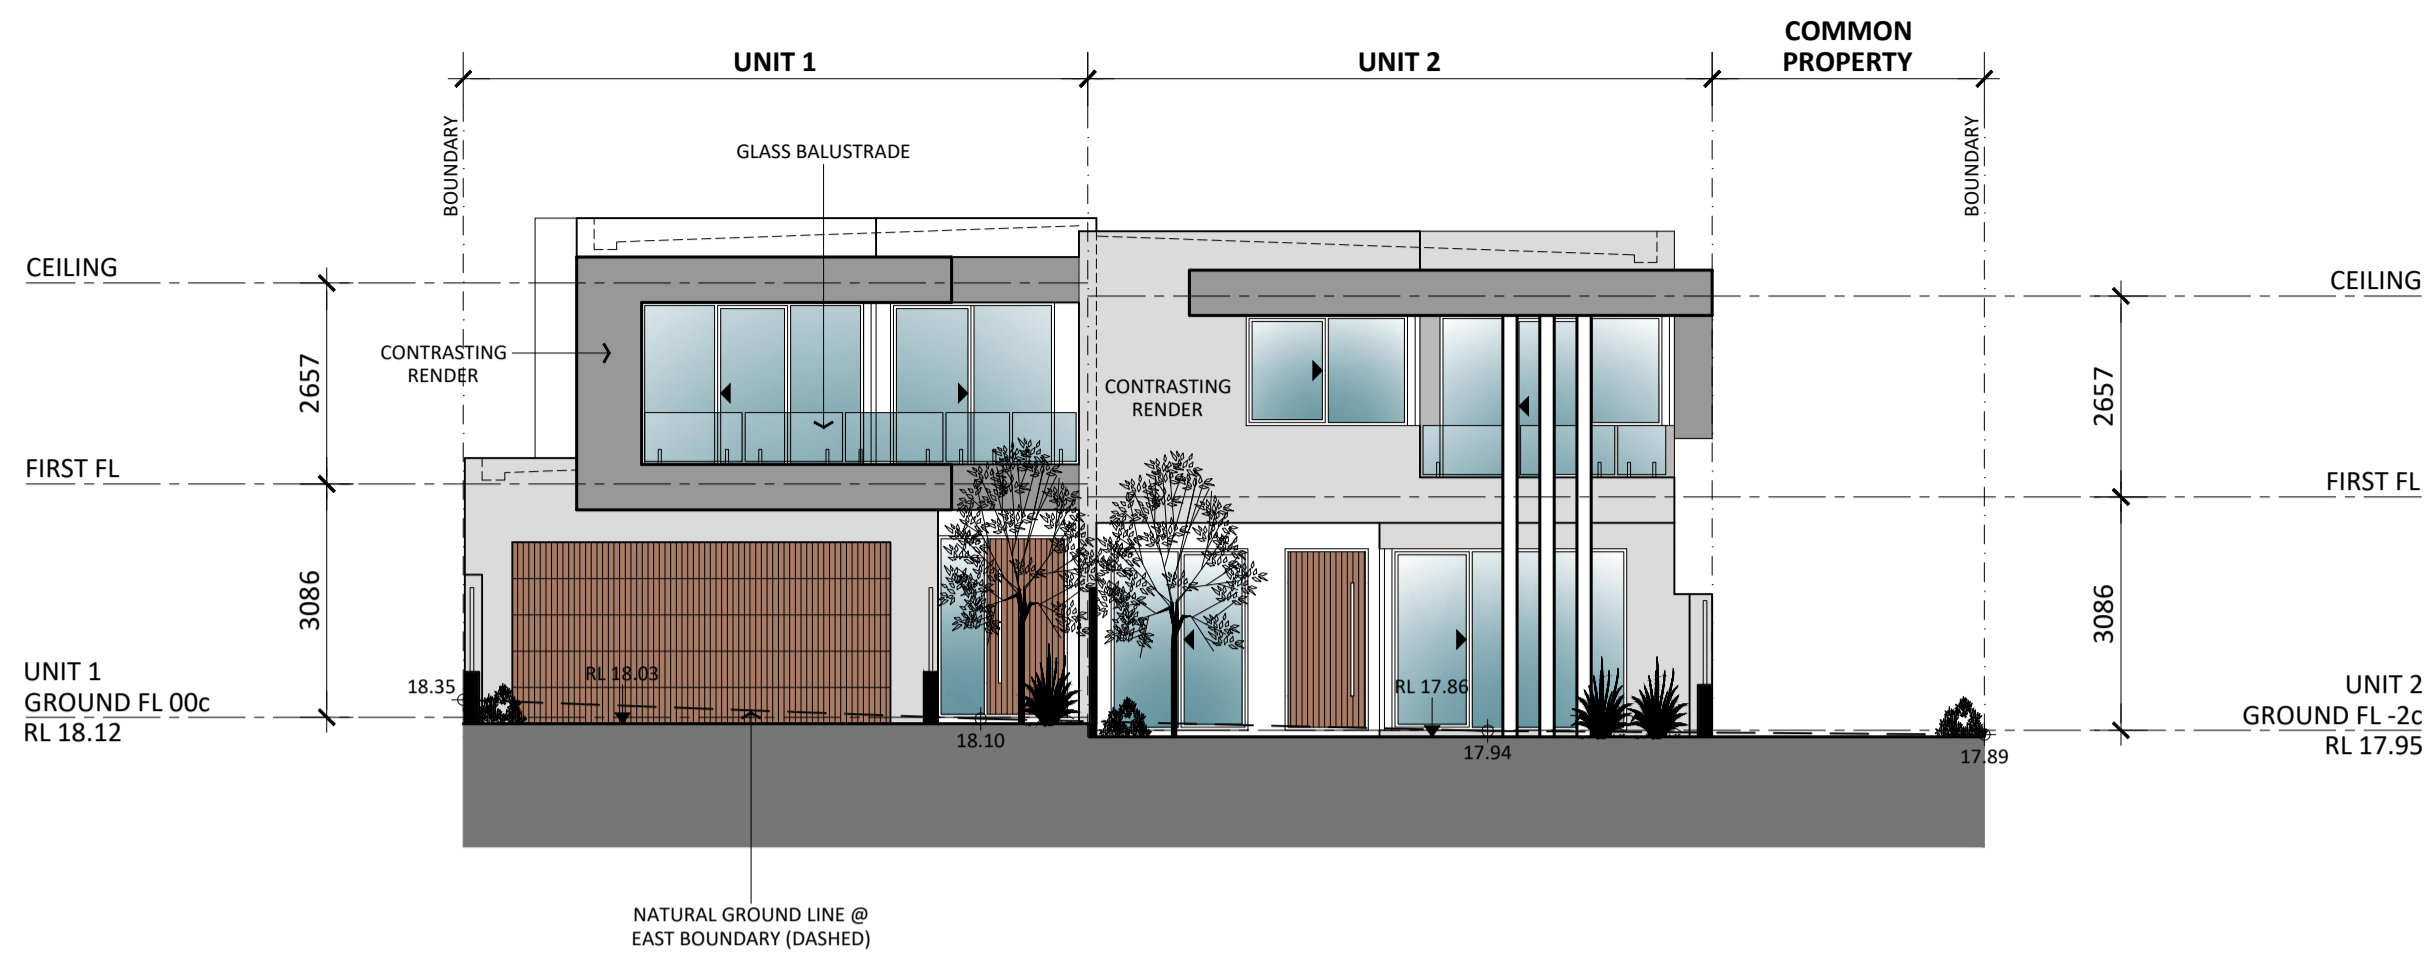 COMMON
PROPERTY
UNIT 1
UNIT 2
BOUNDARY
BOUNDARY
GLASS BALUSTRADE
CEILING
CEILING
CONTRASTING
RENDER
CONTRASTING
RENDER
2657
2657
FIRST FL
FIRST FL
3086
3086
UNIT 1
GROUND FL 00c
RL 18.12
18.35
RL 18.03
RL 17.86
UNIT 2
GROUND FL -2c
RL 17.95
18.10
17.94
17.89
NATURAL GROUND LINE @
EAST BOUNDARY (DASHED)